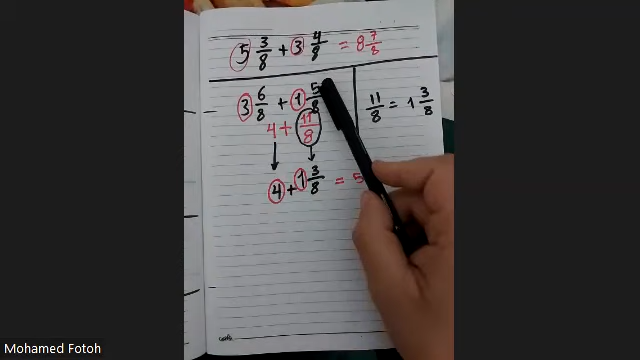 5 3/8 + 3 4/8 = 8 7/8
3 6/8 + 1 5/8
11/8 = 1 3/8
4 + 11/8
4 + 1 3/8 = 5
Mohamed Fotoh